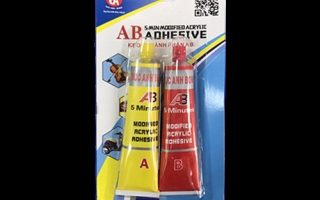 5 MIN MODIFIED ACRYLIC
AB ADHESIVE
AB
5 Minutes
MODIFIED
ACRYLIC
ADHESIVE
A
AB
5 Minutes
MODIFIED
ACRYLIC
ADHESIVE
B